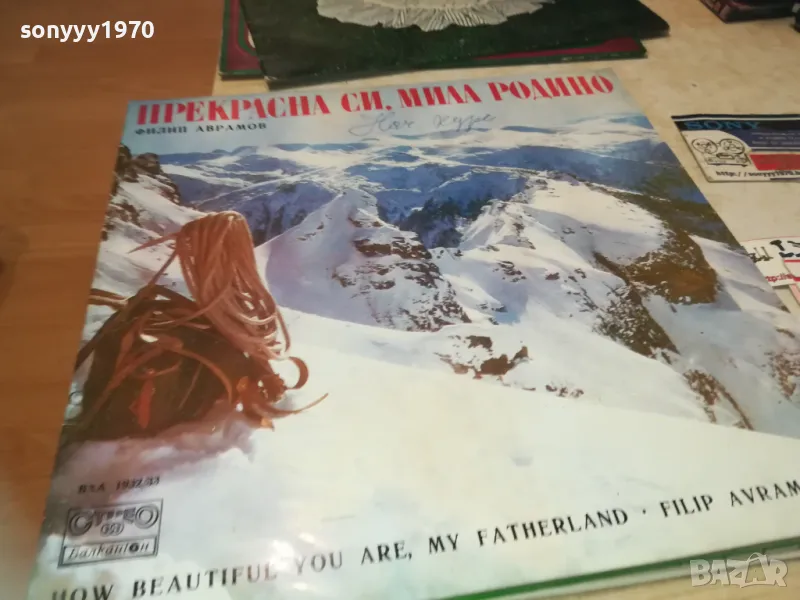 sonyyy1970
ПРЕКРАСНА СИ, МИЛА РОДИНО
ФИЛИП АВРАМОВ
SONY
ВХА 1932/33
СТЕРЕО
Балкантон
HOW BEAUTIFUL YOU ARE, MY FATHERLAND · FILIP AVRAM
BAZAR